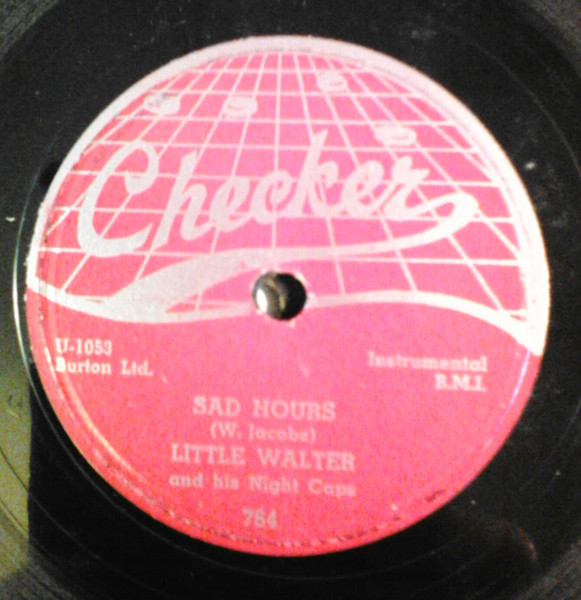 Checker
U-1053
Burton Ltd.
Instrumental
B.M.I.
SAD HOURS
(W. Jacobs)
LITTLE WALTER
and his Night Caps
764